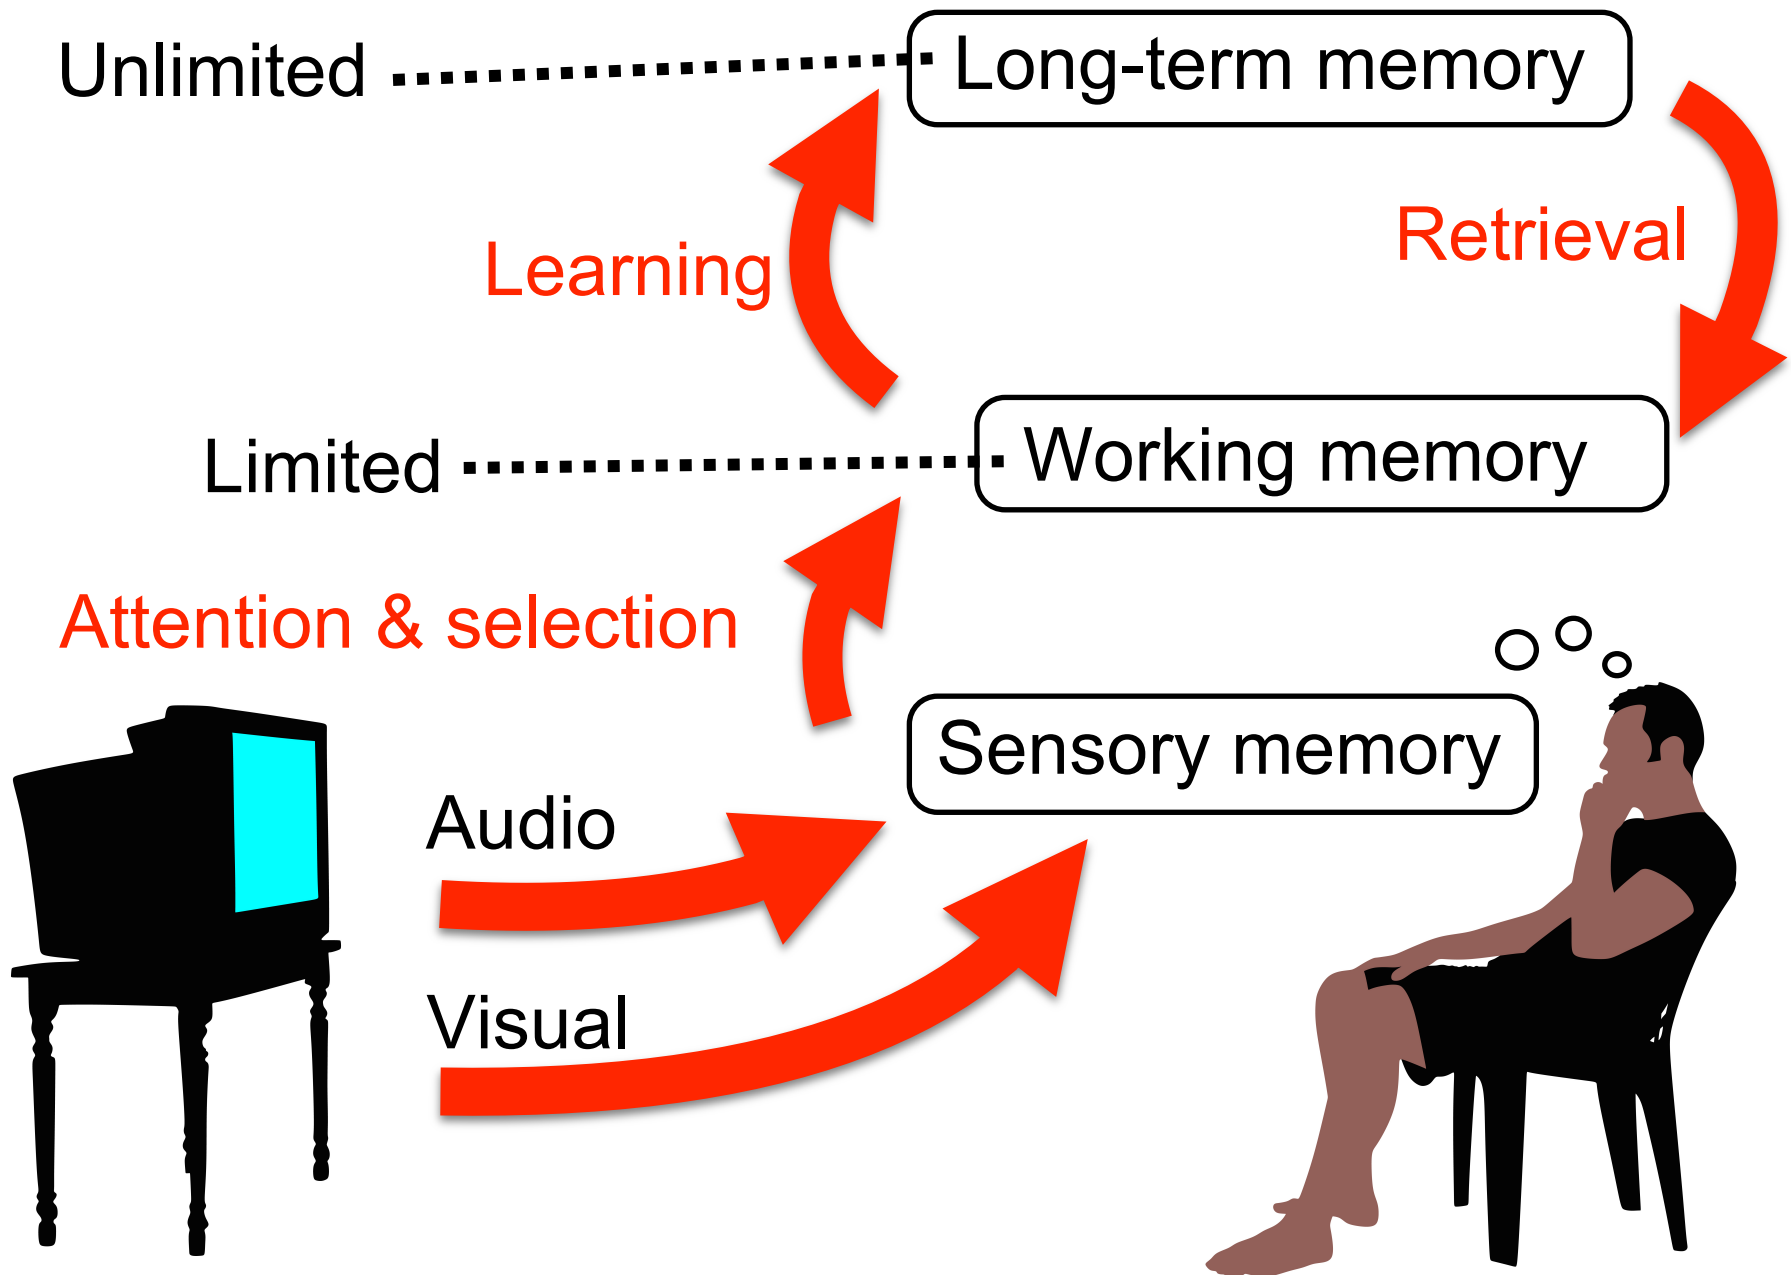 Unlimited
Long-term memory
Learning
Retrieval
Limited
Working memory
Attention & selection
Sensory memory
Audio
Visual